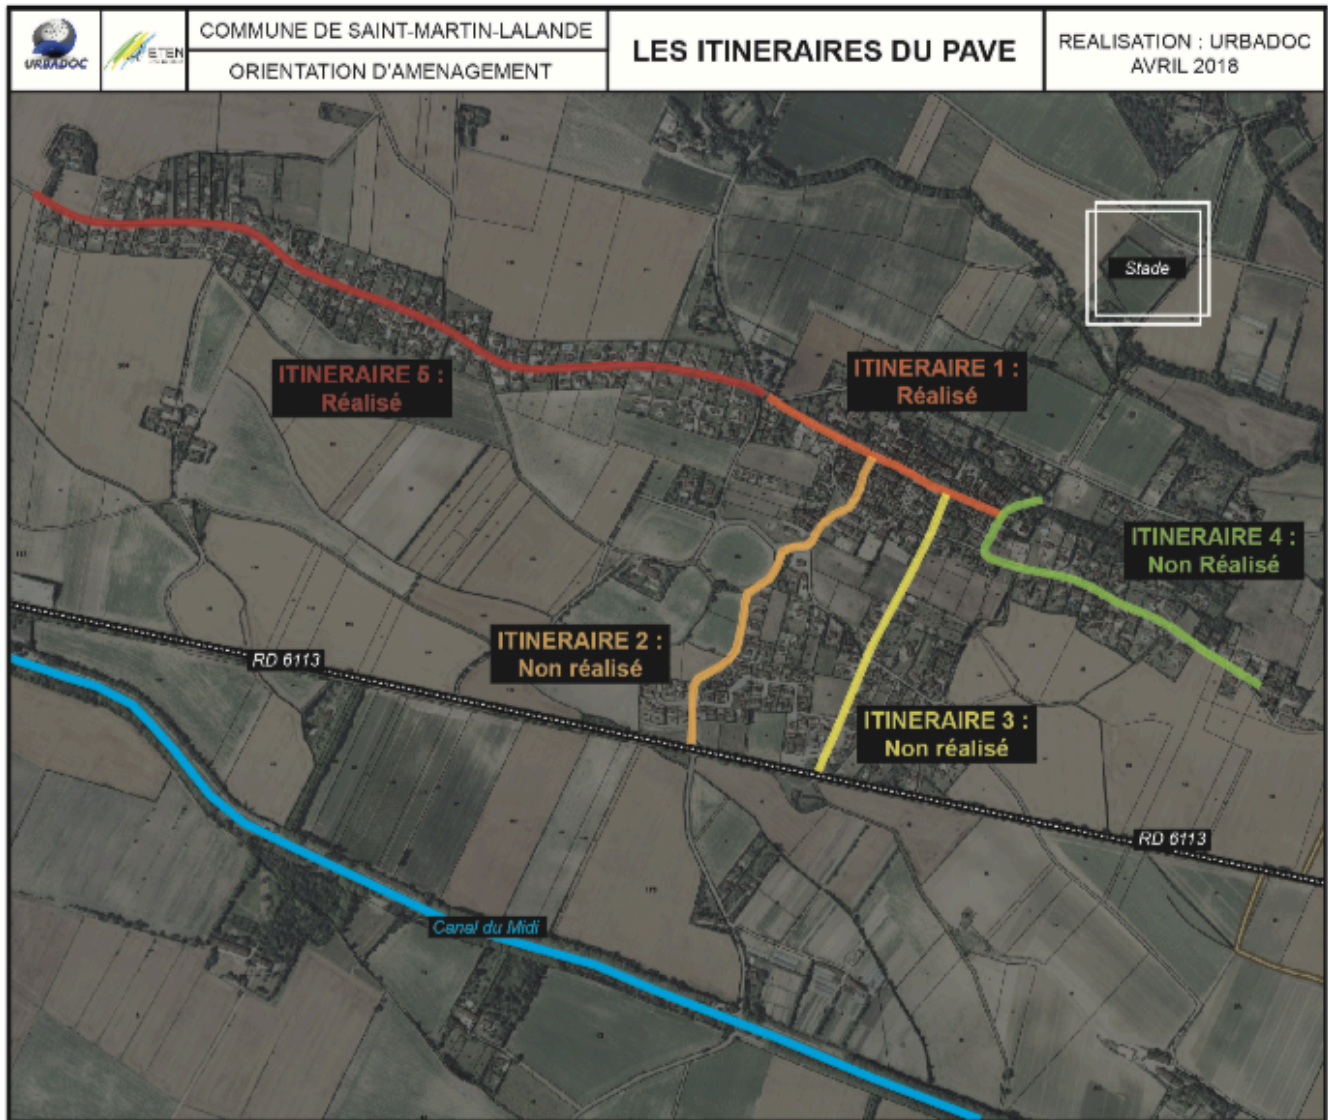 URBADOC
ETEN
COMMUNE DE SAINT-MARTIN-LALANDE
ORIENTATION D'AMENAGEMENT
LES ITINERAIRES DU PAVE
REALISATION : URBADOC
AVRIL 2018
Stade
ITINERAIRE 5 :
Réalisé
ITINERAIRE 1 :
Réalisé
ITINERAIRE 4 :
Non Réalisé
ITINERAIRE 2 :
Non réalisé
RD 6113
ITINERAIRE 3 :
Non réalisé
RD 6113
Canal du Midi